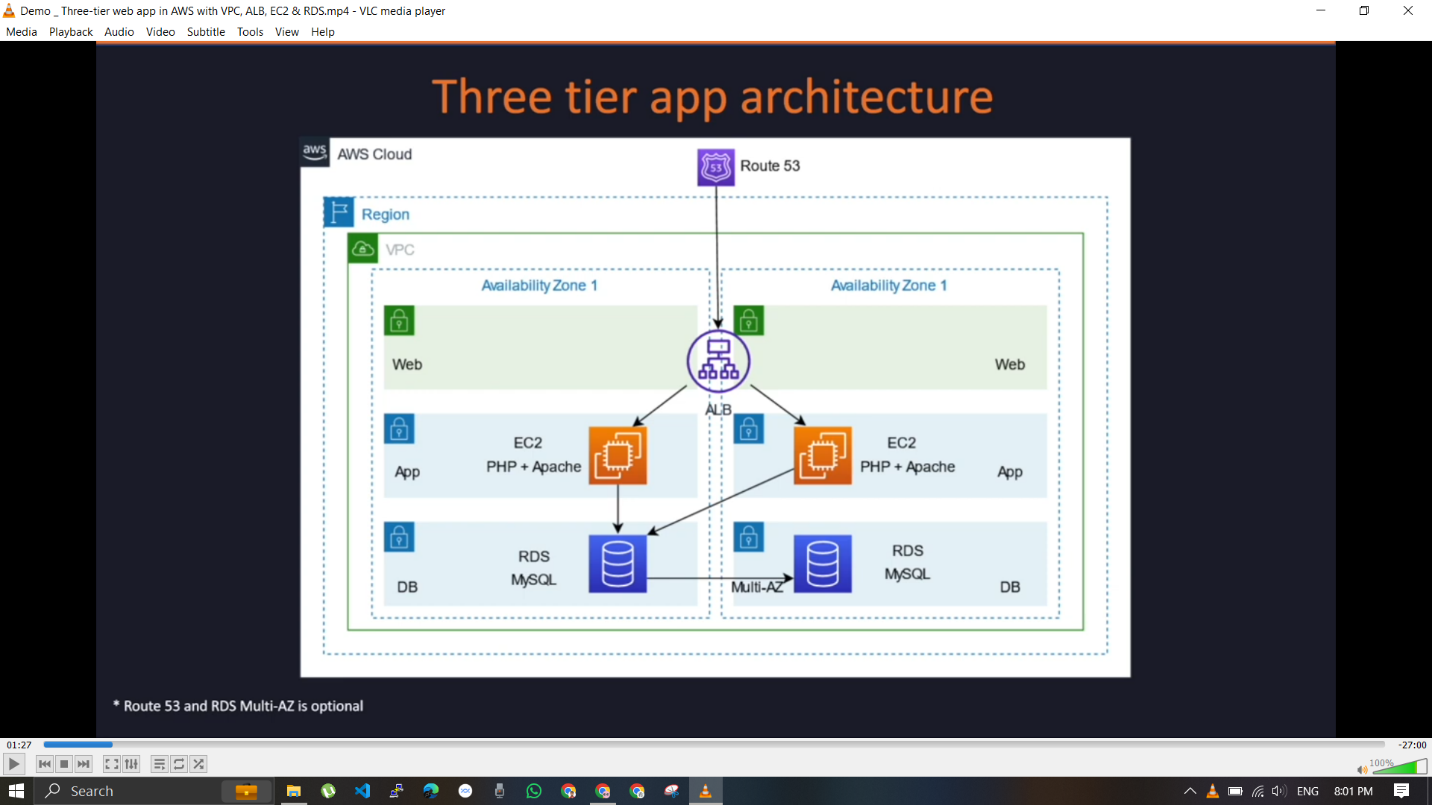 Demo _ Three-tier web app in AWS with VPC, ALB, EC2 & RDS.mp4 - VLC media player
Media Playback Audio Video Subtitle Tools View Help
Three tier app architecture
aws AWS Cloud
53 Route 53
Region
VPC
Availability Zone 1 Availability Zone 1
Web Web
ALB
EC2 EC2
PHP + Apache PHP + Apache
App App
RDS RDS
MySQL MySQL
DB Multi-AZ DB
* Route 53 and RDS Multi-AZ is optional
01:27 -27:00
100%
Search ENG 8:01 PM